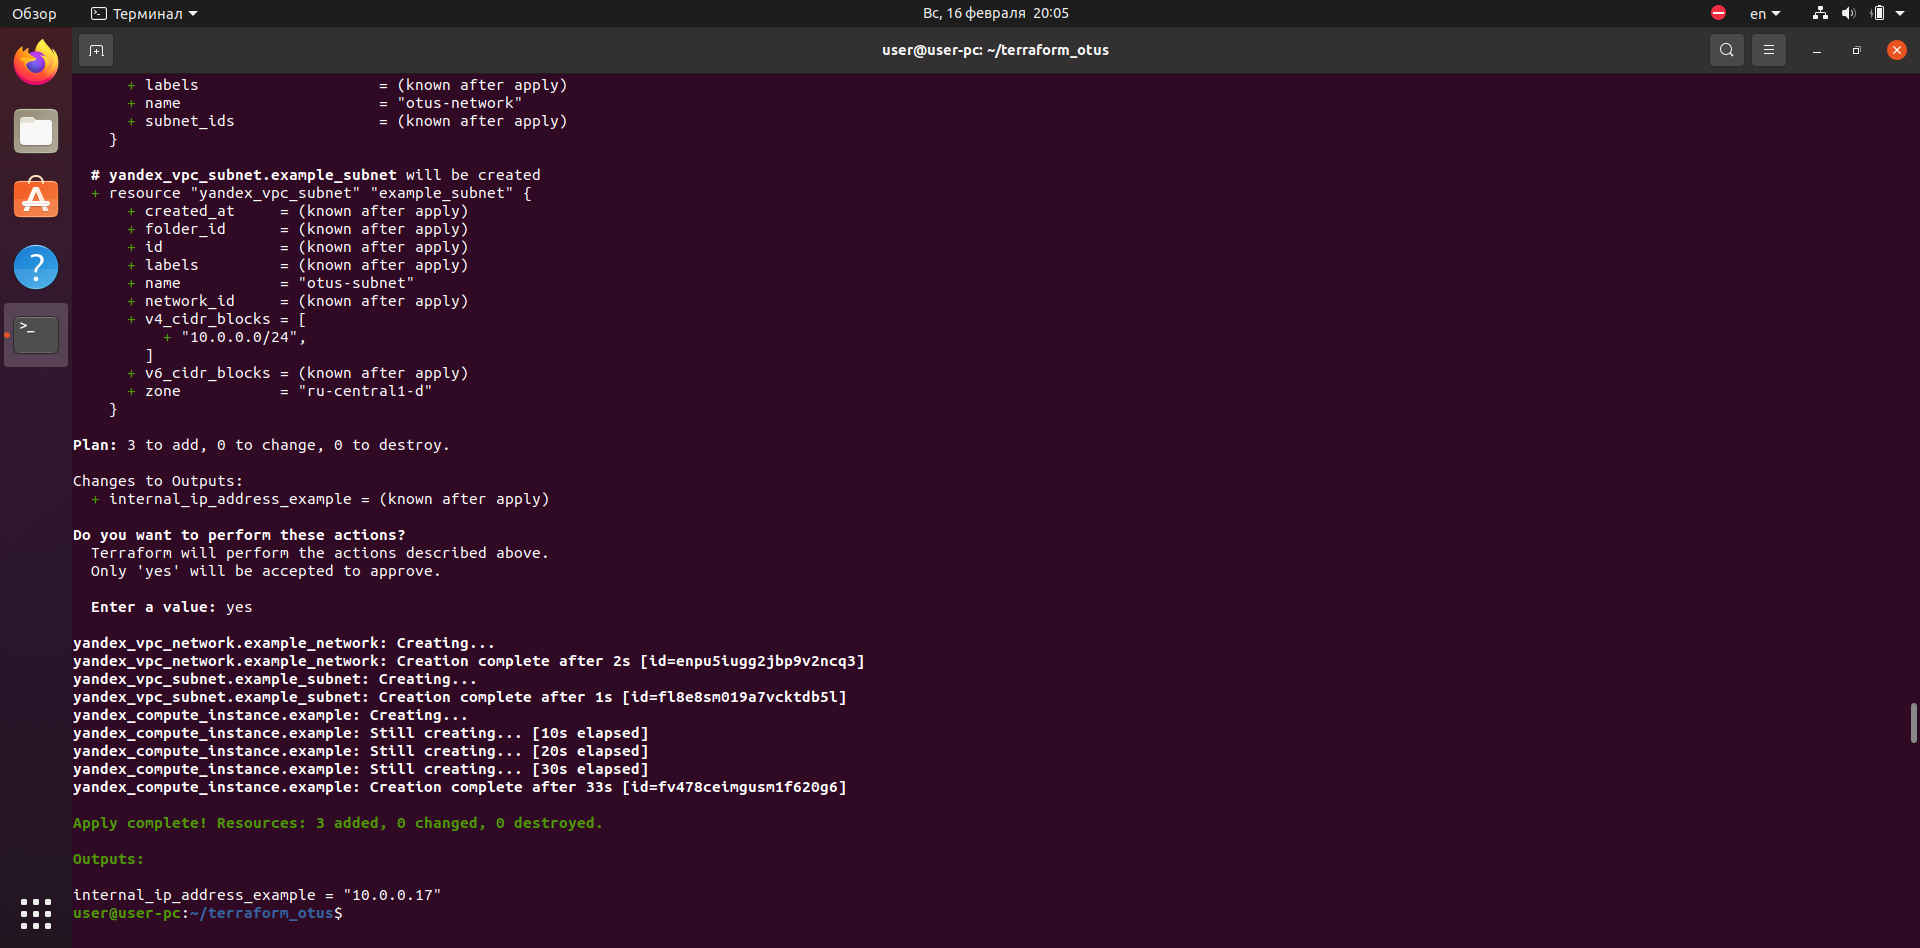 Обзор
Терминал
Вс, 16 февраля 20:05
en
user@user-pc: ~/terraform_otus
+ labels = (known after apply)
+ name = "otus-network"
+ subnet_ids = (known after apply)
}
# yandex_vpc_subnet.example_subnet will be created
+ resource "yandex_vpc_subnet" "example_subnet" {
+ created_at = (known after apply)
+ folder_id = (known after apply)
+ id = (known after apply)
+ labels = (known after apply)
+ name = "otus-subnet"
+ network_id = (known after apply)
+ v4_cidr_blocks = [
+ "10.0.0.0/24",
]
+ v6_cidr_blocks = (known after apply)
+ zone = "ru-central1-d"
}
Plan: 3 to add, 0 to change, 0 to destroy.
Changes to Outputs:
+ internal_ip_address_example = (known after apply)
Do you want to perform these actions?
Terraform will perform the actions described above.
Only 'yes' will be accepted to approve.
Enter a value: yes
yandex_vpc_network.example_network: Creating...
yandex_vpc_network.example_network: Creation complete after 2s [id=enpu5iugg2jbp9v2ncq3]
yandex_vpc_subnet.example_subnet: Creating...
yandex_vpc_subnet.example_subnet: Creation complete after 1s [id=fl8e8sm019a7vcktdb5l]
yandex_compute_instance.example: Creating...
yandex_compute_instance.example: Still creating... [10s elapsed]
yandex_compute_instance.example: Still creating... [20s elapsed]
yandex_compute_instance.example: Still creating... [30s elapsed]
yandex_compute_instance.example: Creation complete after 33s [id=fv478ceimgusm1f620g6]
Apply complete! Resources: 3 added, 0 changed, 0 destroyed.
Outputs:
internal_ip_address_example = "10.0.0.17"
user@user-pc:~/terraform_otus$